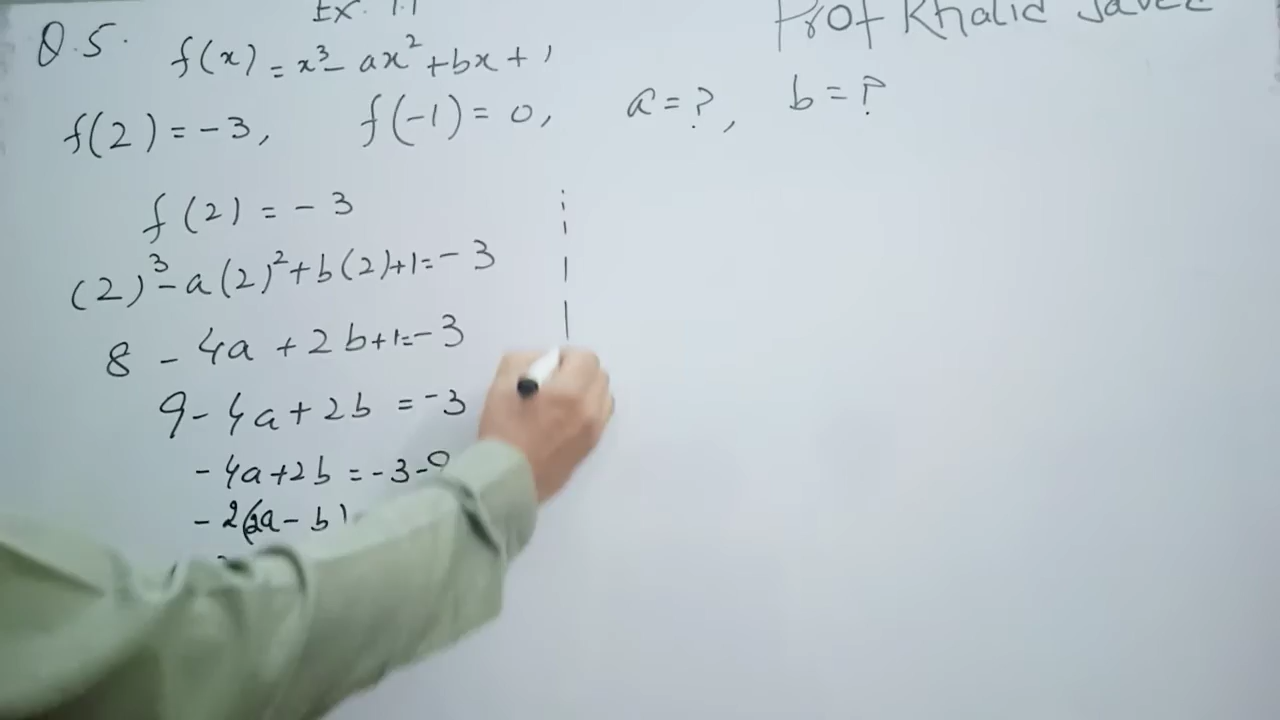 Ex. 1.1
Prof Khalid Javed
Q.5. f(x) = x³ - ax² + bx + 1
f(2) = -3, f(-1) = 0, a = ?, b = ?
f(2) = -3
(2)³ - a(2)² + b(2) + 1 = -3
8 - 4a + 2b + 1 = -3
9 - 4a + 2b = -3
-4a + 2b = -3 - 9
-2(2a - b)